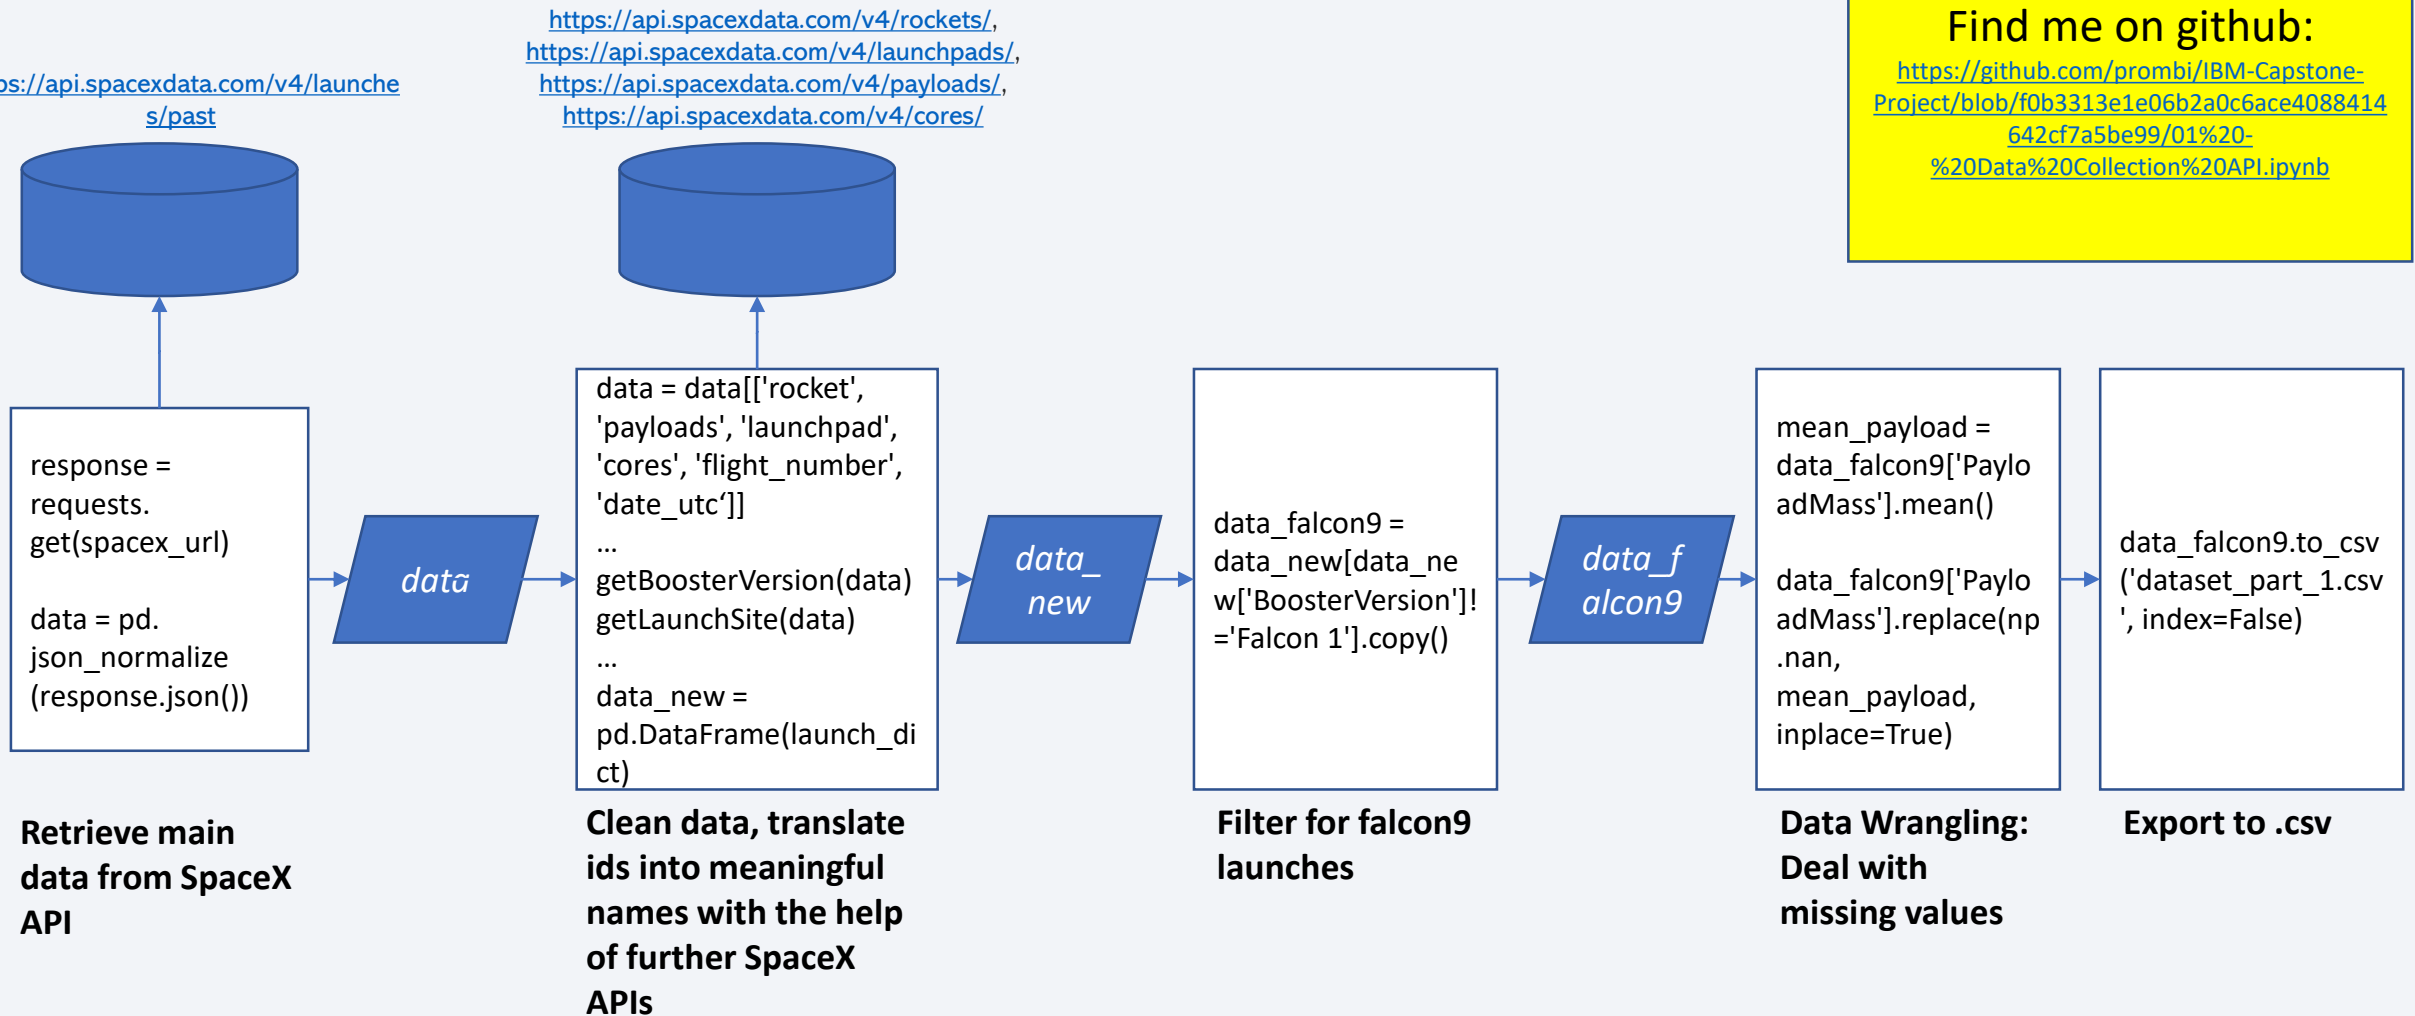 ps://api.spacexdata.com/v4/launche
s/past
https://api.spacexdata.com/v4/rockets/,
https://api.spacexdata.com/v4/launchpads/,
https://api.spacexdata.com/v4/payloads/,
https://api.spacexdata.com/v4/cores/
Find me on github:
https://github.com/prombi/IBM-Capstone-
Project/blob/f0b3313e1e06b2a0c6ace4088414
642cf7a5be99/01%20-
%20Data%20Collection%20API.ipynb
response =
requests.
get(spacex_url)
data = pd.
json_normalize
(response.json())
data
data = data[['rocket',
'payloads', 'launchpad',
'cores', 'flight_number',
'date_utc‘]]
...
getBoosterVersion(data)
getLaunchSite(data)
...
data_new =
pd.DataFrame(launch_di
ct)
data_
new
data_falcon9 =
data_new[data_ne
w['BoosterVersion']!
='Falcon 1'].copy()
data_f
alcon9
mean_payload =
data_falcon9['Paylo
adMass'].mean()
data_falcon9['Paylo
adMass'].replace(np
.nan,
mean_payload,
inplace=True)
data_falcon9.to_csv
('dataset_part_1.csv
', index=False)
Retrieve main
data from SpaceX
API
Clean data, translate
ids into meaningful
names with the help
of further SpaceX
APIs
Filter for falcon9
launches
Data Wrangling:
Deal with
missing values
Export to .csv